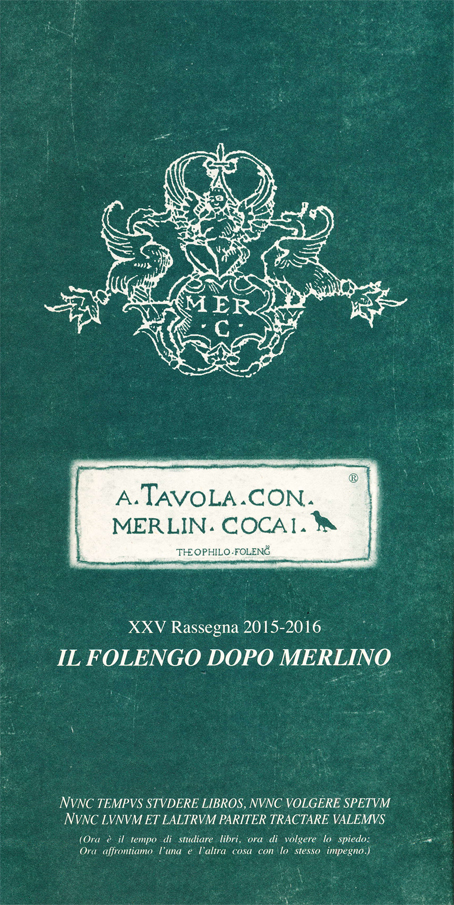 MER
·C·
A.TAVOLA.CON.
MERLIN.COCAI.
®
THEOPHILO.FOLENG
XXV Rassegna 2015-2016
IL FOLENGO DOPO MERLINO
NVNC TEMPVS STVDERE LIBROS, NVNC VOLGERE SPETVM
NVNC LVNVM ET LALTRVM PARITER TRACTARE VALEMVS
(Ora è il tempo di studiare libri, ora di volgere lo spiedo;
Ora affrontiamo l'una e l'altra cosa con lo stesso impegno.)